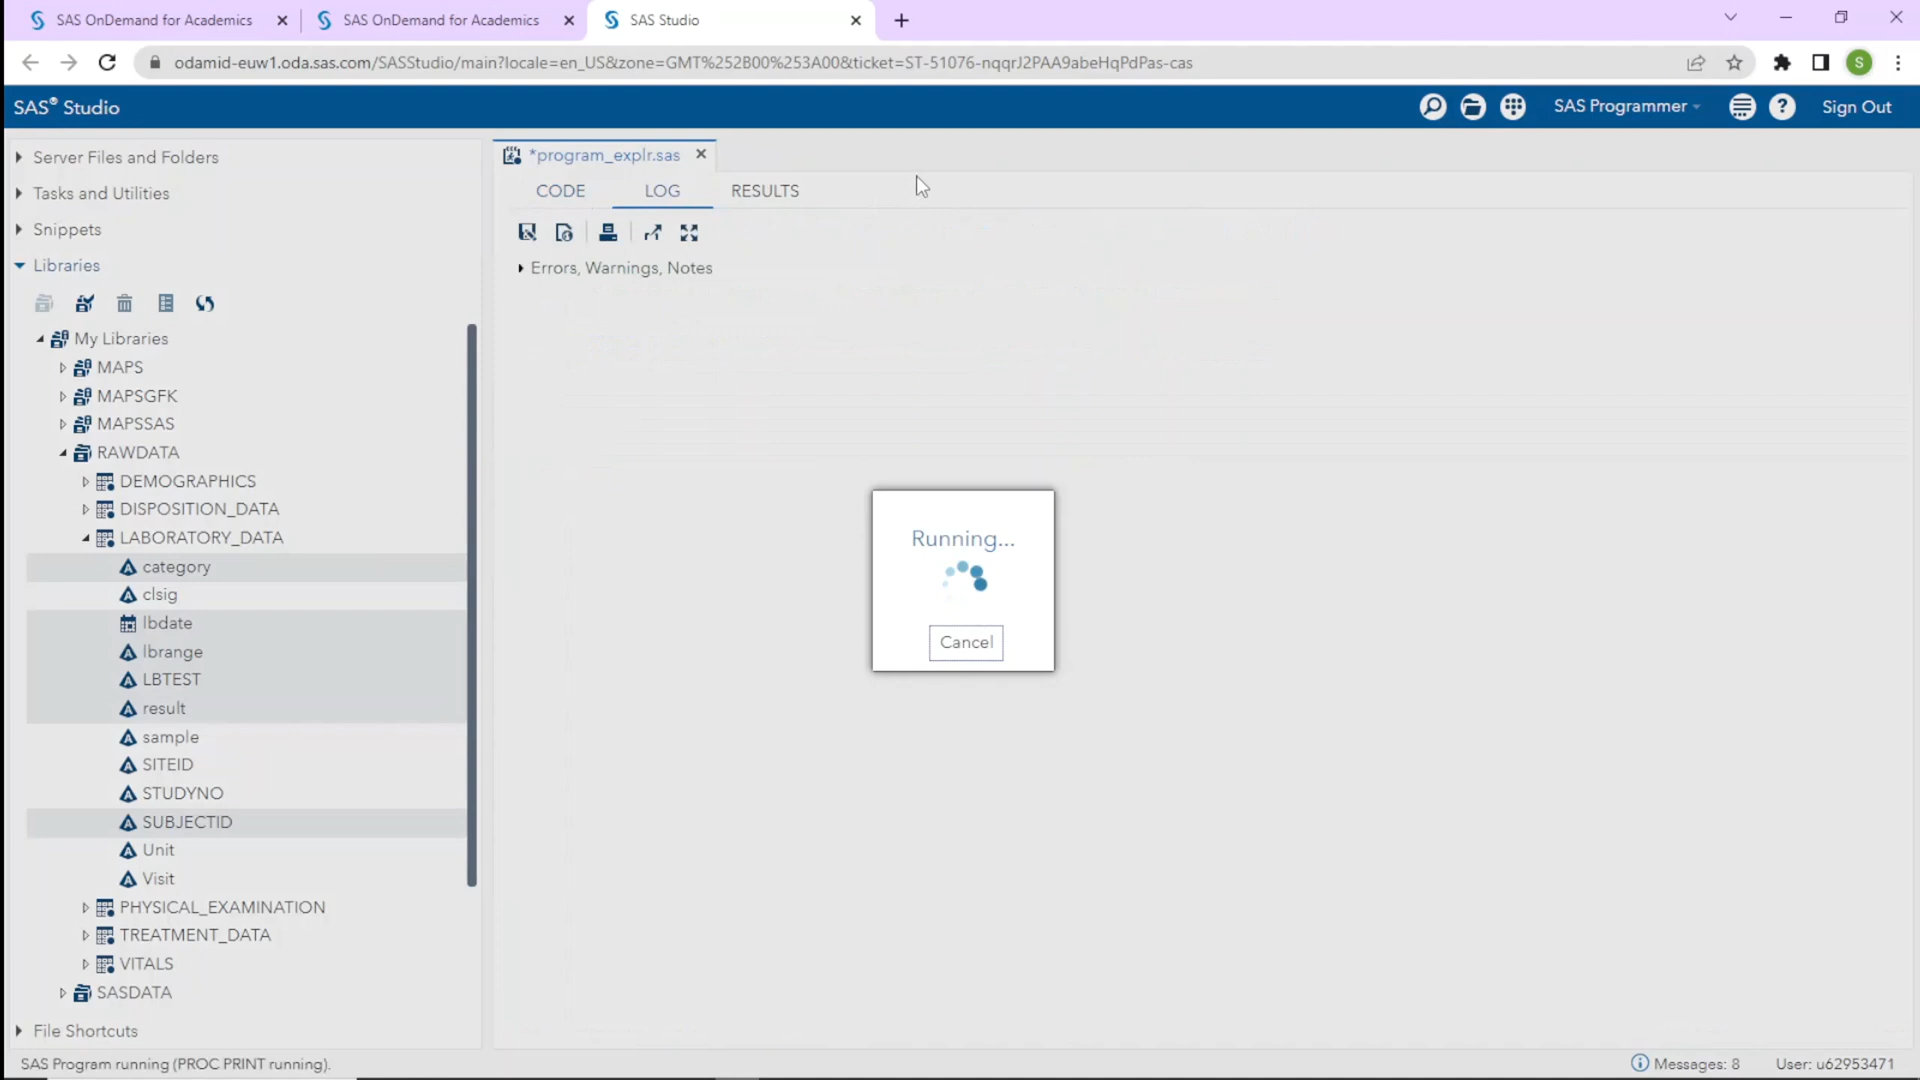 SAS OnDemand for Academics
SAS OnDemand for Academics
SAS Studio
odamid-euw1.oda.sas.com/SASStudio/main?locale=en_US&zone=GMT%252B00%253A00&ticket=ST-51076-nqqrJ2PAA9abeHqPdPas-cas
S
SAS® Studio
SAS Programmer
?
Sign Out
Server Files and Folders
Tasks and Utilities
Snippets
Libraries
My Libraries
MAPS
MAPSGFK
MAPSSAS
RAWDATA
DEMOGRAPHICS
DISPOSITION_DATA
LABORATORY_DATA
category
clsig
lbdate
lbrange
LBTEST
result
sample
SITEID
STUDYNO
SUBJECTID
Unit
Visit
PHYSICAL_EXAMINATION
TREATMENT_DATA
VITALS
SASDATA
File Shortcuts
*program_explr.sas
CODE LOG RESULTS
Errors, Warnings, Notes
Running...
Cancel
SAS Program running (PROC PRINT running).
Messages: 8
User: u62953471